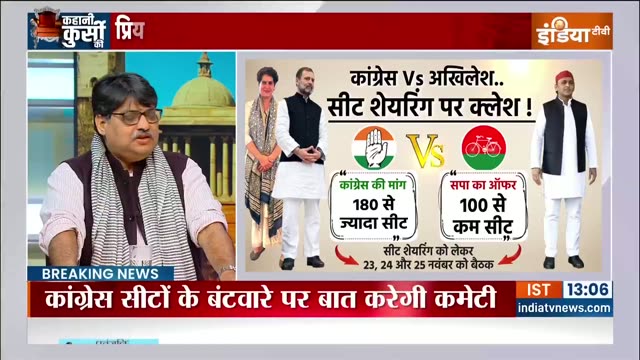 कहानी
कुर्सी की
प्रिय
इंडिया टीवी
कांग्रेस Vs अखिलेश..
सीट शेयरिंग पर क्लेश !
Vs
कांग्रेस की मांग
180 से
ज्यादा सीट
सपा का ऑफर
100 से
कम सीट
सीट शेयरिंग को लेकर
23, 24 और 25 नवंबर को बैठक
BREAKING NEWS
कांग्रेस सीटों के बंटवारे पर बात करेगी कमेटी
IST 13:06
indiatvnews.com